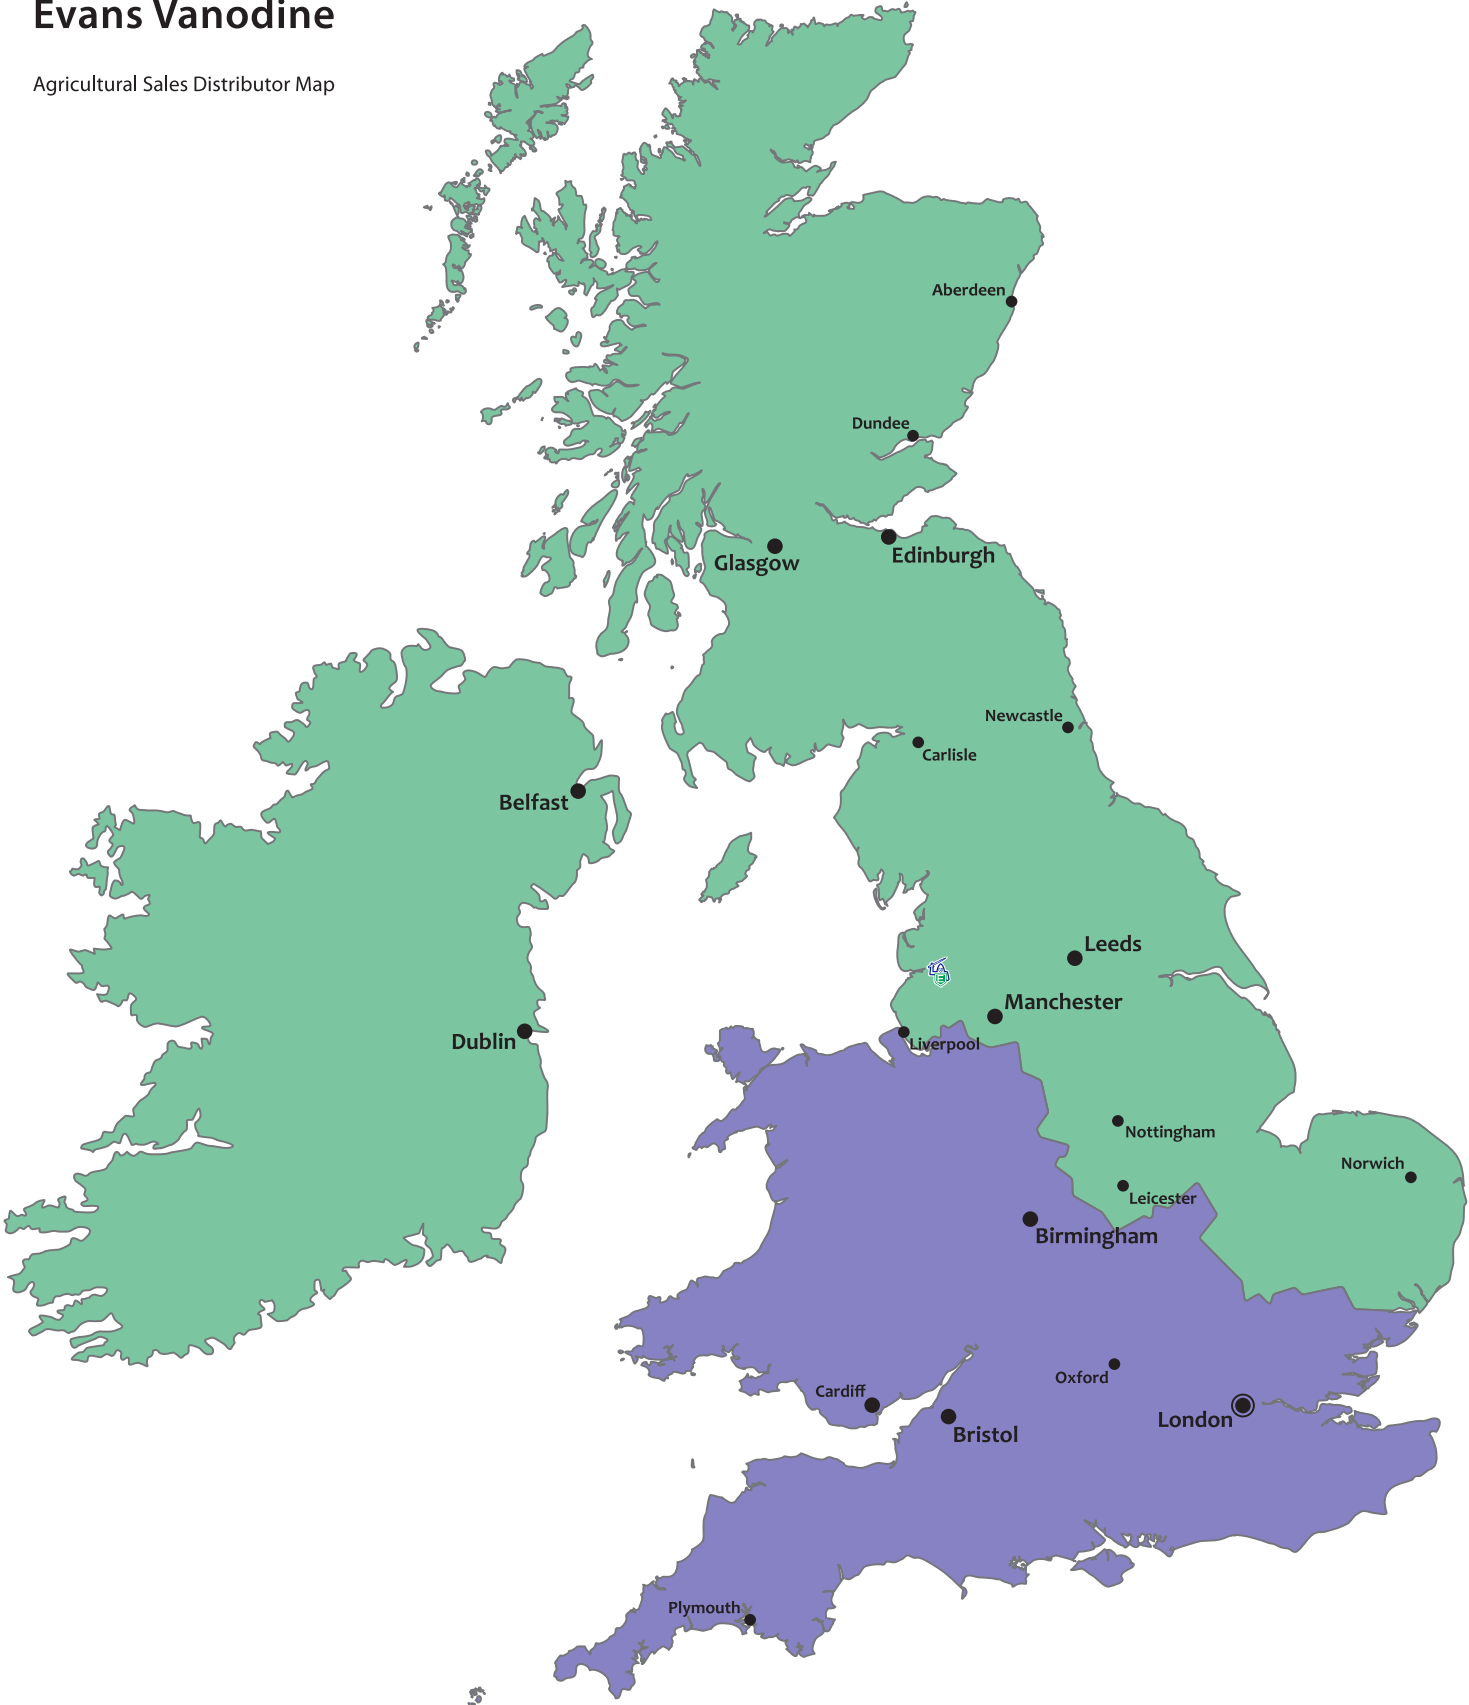 Evans Vanodine
Agricultural Sales Distributor Map
Aberdeen
Dundee
Edinburgh
Glasgow
Newcastle
Carlisle
Belfast
Leeds
Manchester
Dublin
Liverpool
Nottingham
Norwich
Leicester
Birmingham
Oxford
Cardiff
London
Bristol
Plymouth